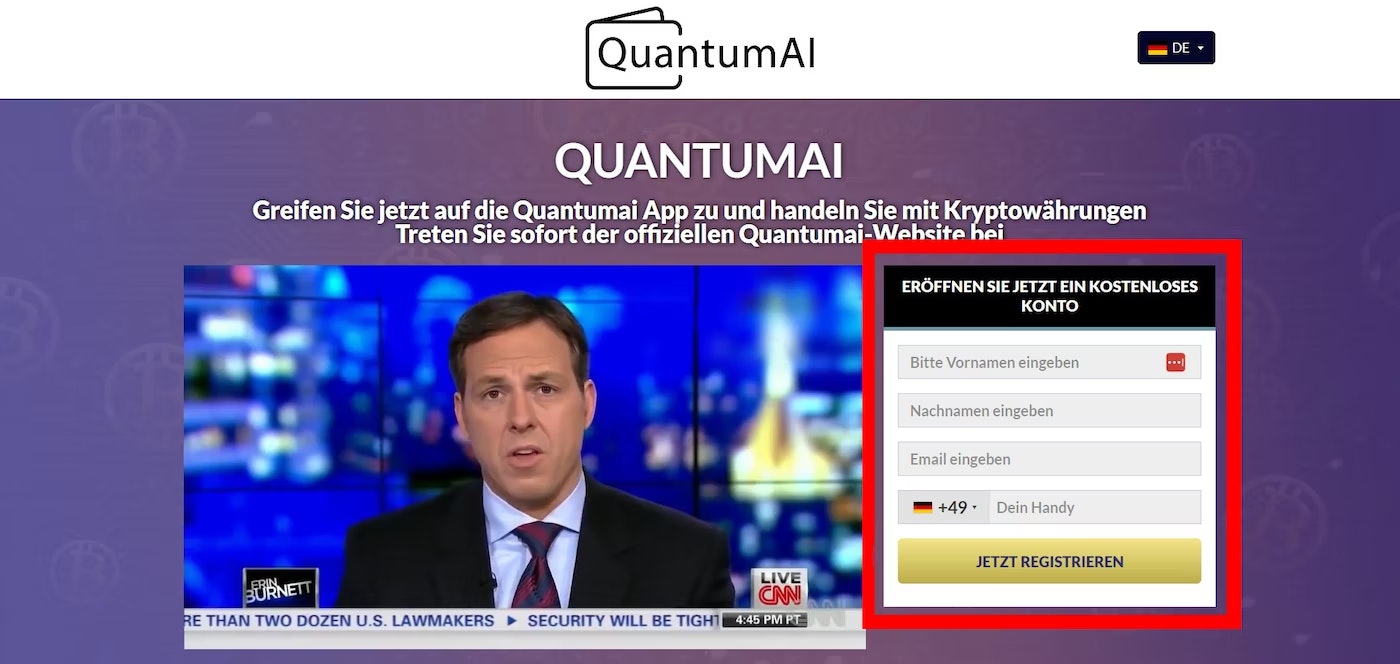 QuantumAI
DE
QUANTUMAI
Greifen Sie jetzt auf die Quantumai App zu und handeln Sie mit Kryptowährungen
Treten Sie sofort der offiziellen Quantumai-Website bei
ERÖFFNEN SIE JETZT EIN KOSTENLOSES
KONTO
Bitte Vornamen eingeben
Nachnamen eingeben
Email eingeben
+49 Dein Handy
JETZT REGISTRIEREN
ERIN
BURNETT
LIVE
CNN
RE THAN TWO DOZEN U.S. LAWMAKERS ▶ SECURITY WILL BE TIGHT
4:45 PM PT